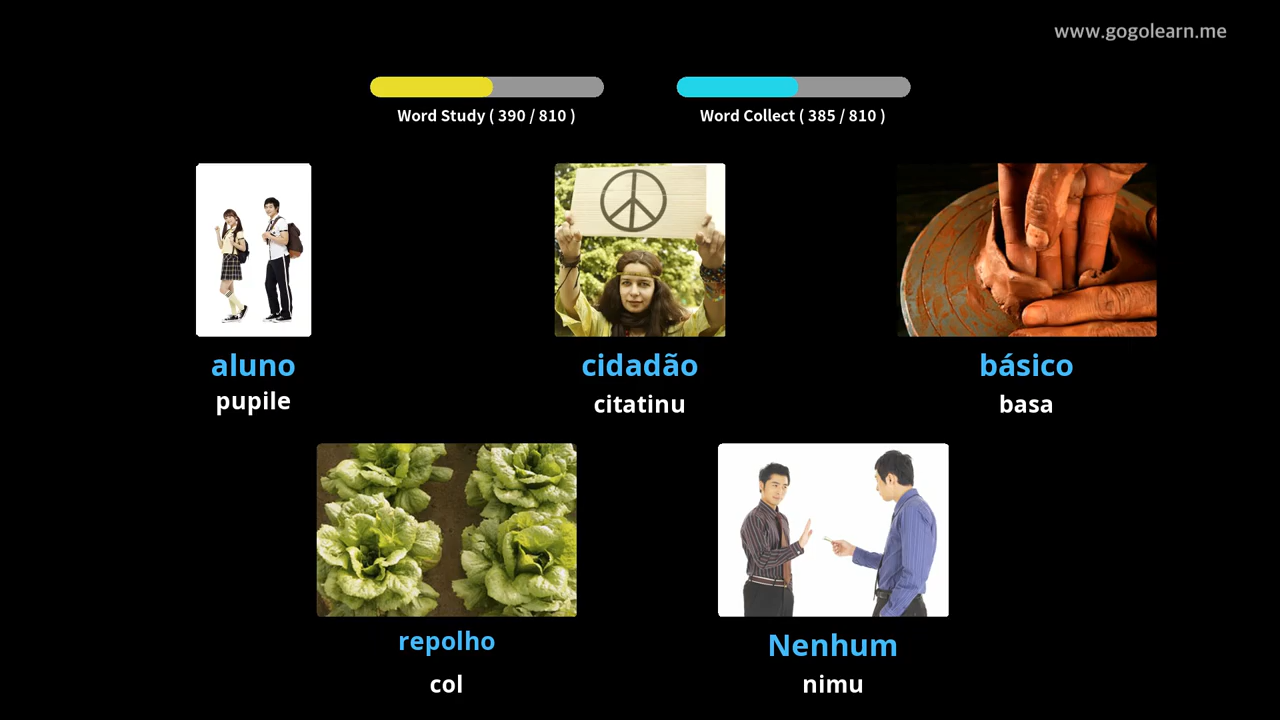 www.gogolearn.me
Word Study ( 390 / 810 )
Word Collect ( 385 / 810 )
aluno
pupile
cidadão
citatinu
básico
basa
repolho
col
Nenhum
nimu